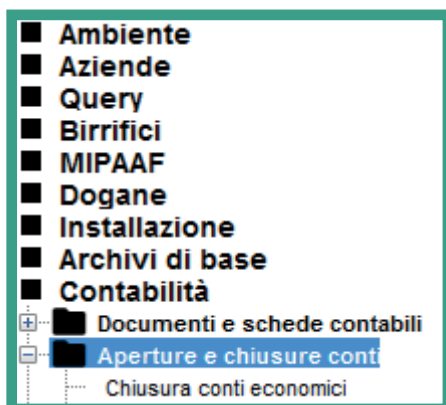 Ambiente
Aziende
Query
Birrifici
MIPAAF
Dogane
Installazione
Archivi di base
Contabilità
Documenti e schede contabili
Aperture e chiusure conti
Chiusura conti economici